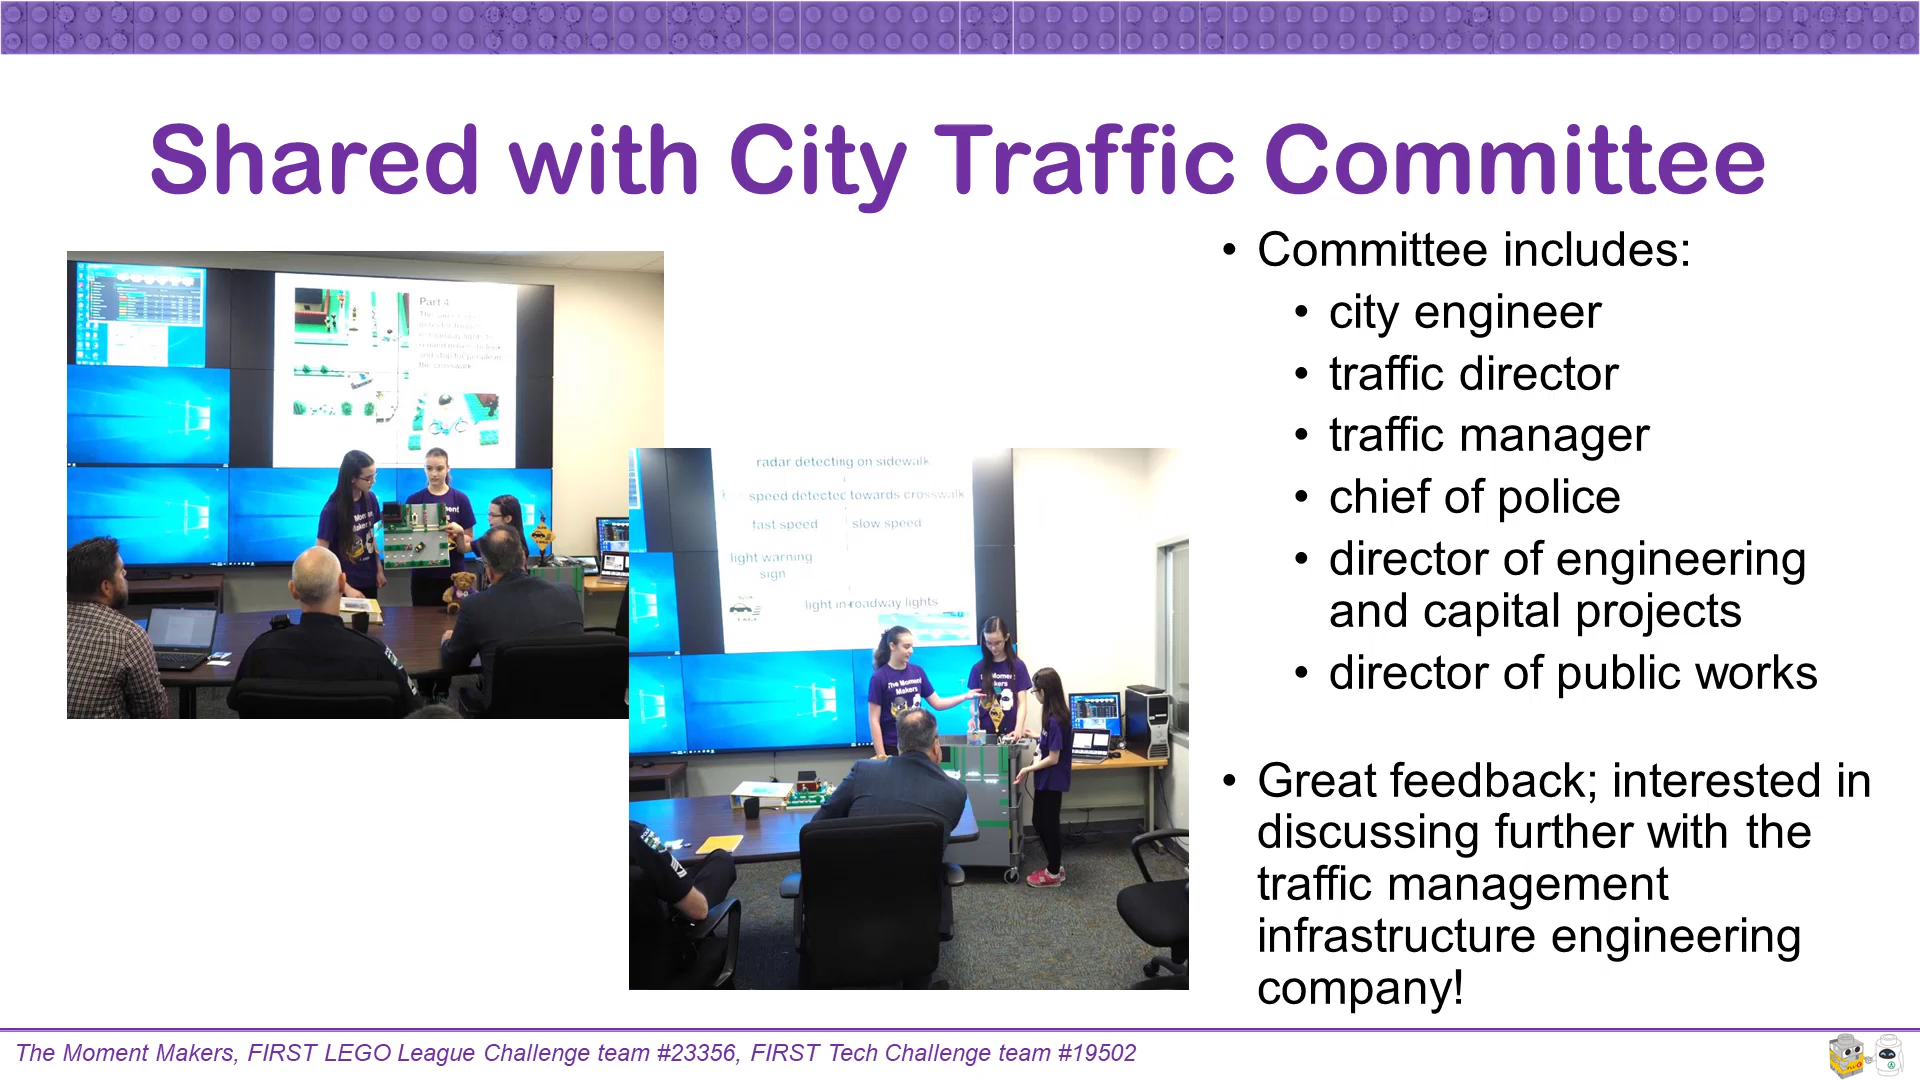 Shared with City Traffic Committee
• Committee includes:
• city engineer
• traffic director
• traffic manager
• chief of police
• director of engineering
and capital projects
• director of public works
• Great feedback; interested in
discussing further with the
traffic management
infrastructure engineering
company!
Part 4
radar detecting on sidewalk
speed detected towards crosswalk
fast speed slow speed
light warning
sign
light in-roadway lights
The Moment
Makers
The Moment Makers, FIRST LEGO League Challenge team #23356, FIRST Tech Challenge team #19502